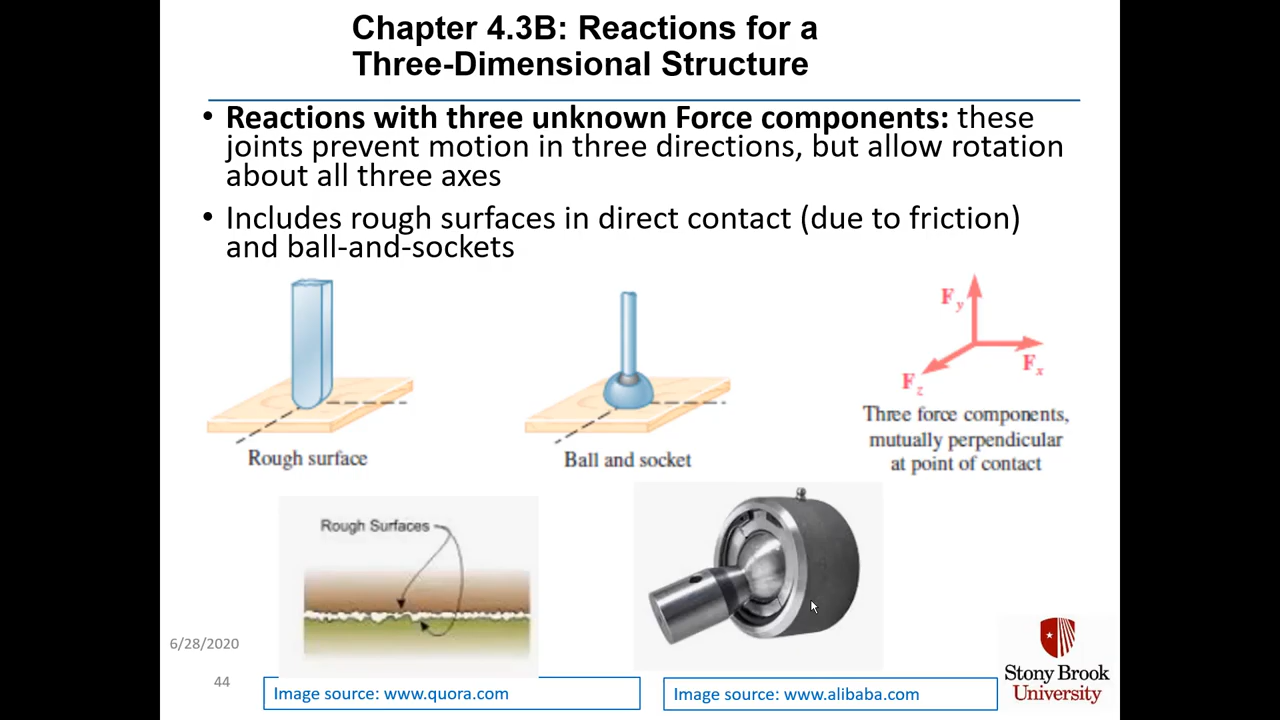 Chapter 4.3B: Reactions for a
Three-Dimensional Structure
• Reactions with three unknown Force components: these
joints prevent motion in three directions, but allow rotation
about all three axes
• Includes rough surfaces in direct contact (due to friction)
and ball-and-sockets
F y
F x
F z
Rough surface
Ball and socket
Three force components,
mutually perpendicular
at point of contact
Rough Surfaces
6/28/2020
44
Image source: www.quora.com
Image source: www.alibaba.com
Stony Brook
University